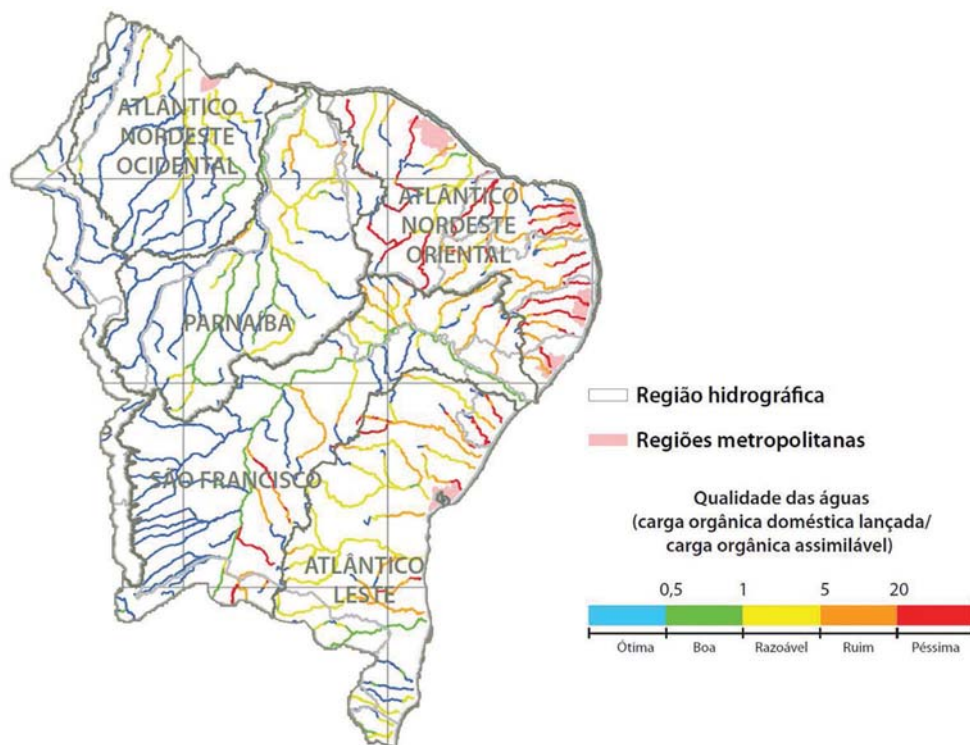 ATLÂNTICO
NORDESTE
OCIDENTAL
ATLÂNTICO
NORDESTE
ORIENTAL
PARNAÍBA
SÃO FRANCISCO
ATLÂNTICO
LESTE
Região hidrográfica
Regiões metropolitanas
Qualidade das águas
(carga orgânica doméstica lançada/
carga orgânica assimilável)
0,5 1 5 20
Ótima Boa Razoável Ruim Péssima